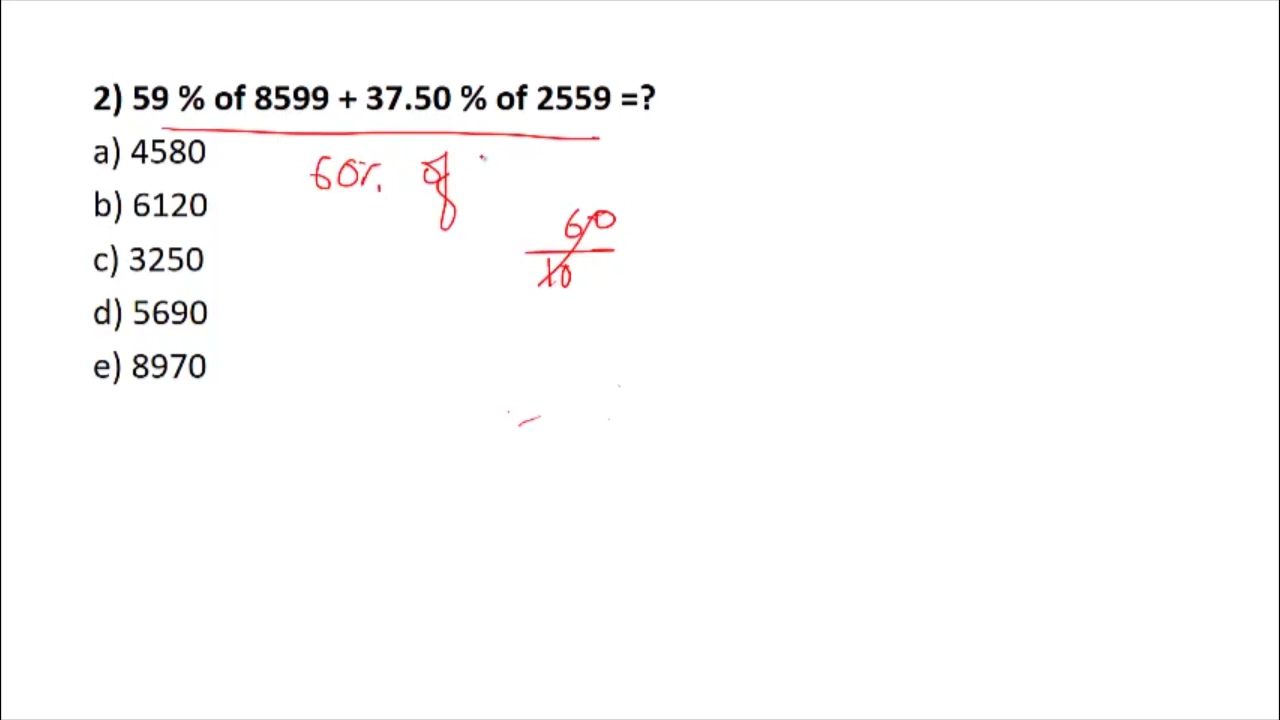 2) 59 % of 8599 + 37.50 % of 2559 =?
a) 4580
60%. of
b) 6120
60
10
c) 3250
d) 5690
e) 8970